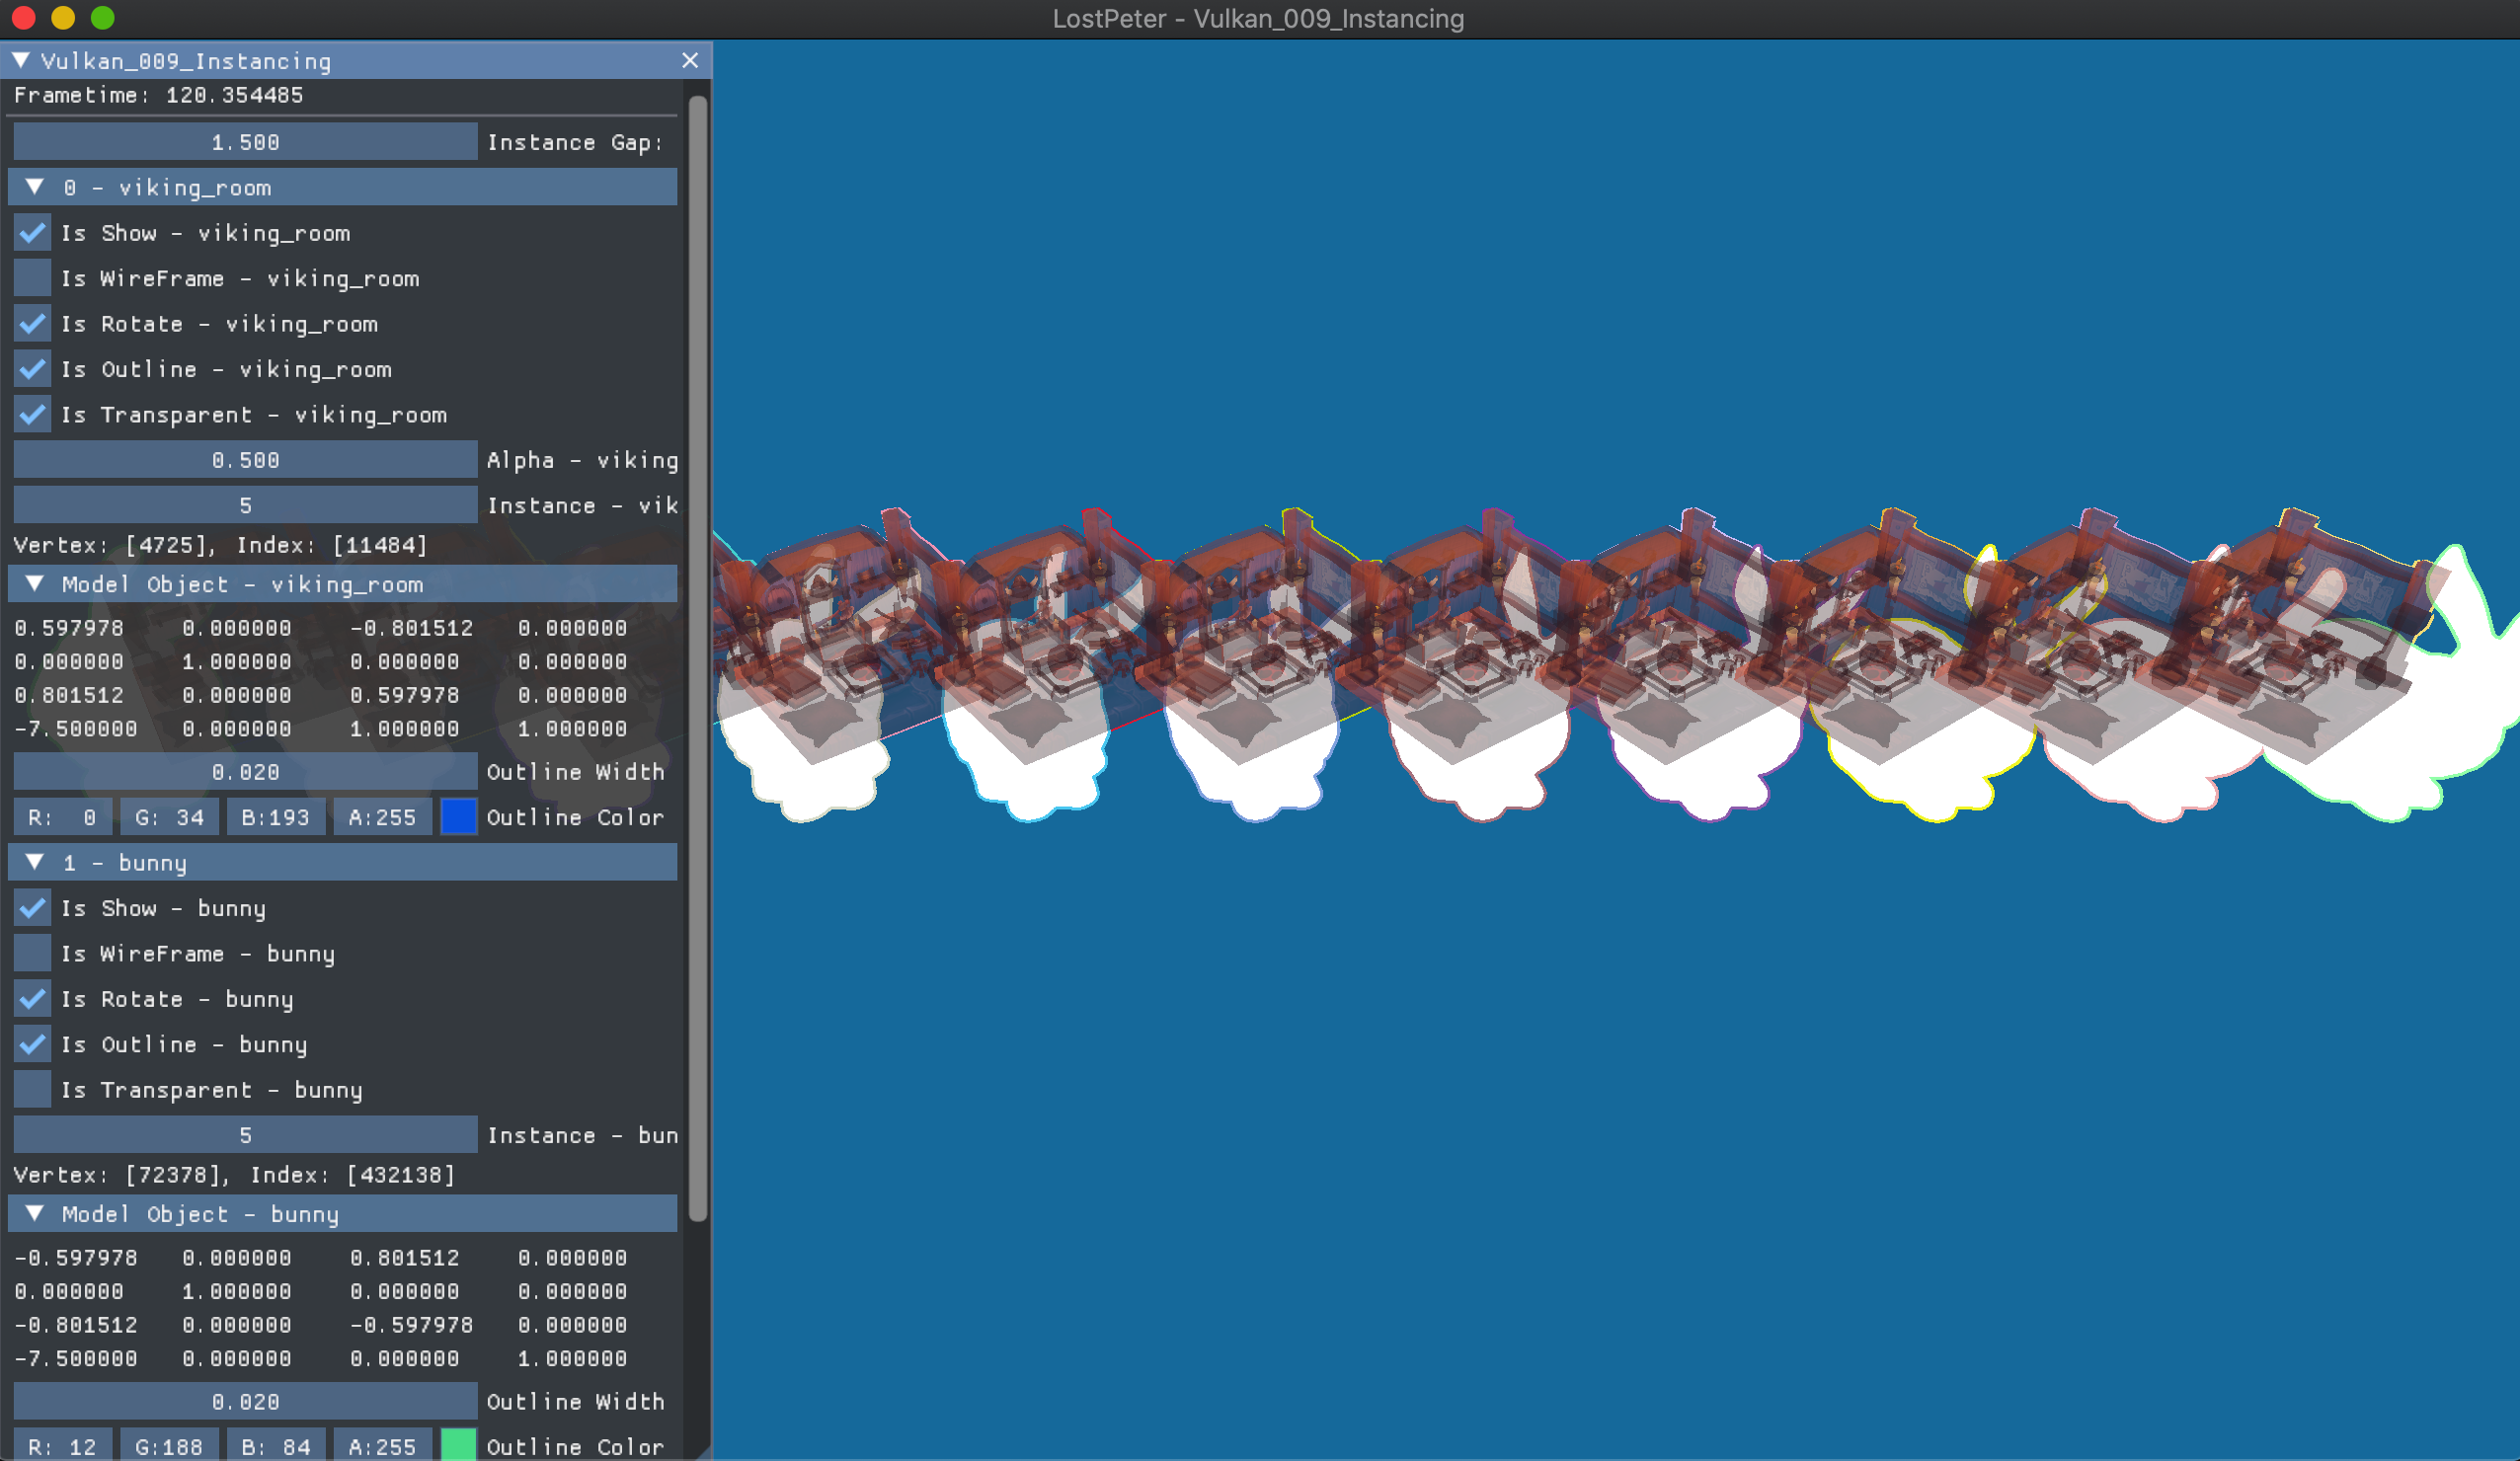 LostPeter - Vulkan_009_Instancing
Vulkan_009_Instancing
Frametime: 120.354485
1.500 Instance Gap:
0 - viking_room
Is Show - viking_room
Is WireFrame - viking_room
Is Rotate - viking_room
Is Outline - viking_room
Is Transparent - viking_room
0.500 Alpha - viking
5 Instance - vik
Vertex: [4725], Index: [11484]
Model Object - viking_room
0.597978 0.000000 -0.801512 0.000000
0.000000 1.000000 0.000000 0.000000
0.801512 0.000000 0.597978 0.000000
-7.500000 0.000000 1.000000 1.000000
0.020 Outline Width
R: 0 G: 34 B:193 A:255 Outline Color
1 - bunny
Is Show - bunny
Is WireFrame - bunny
Is Rotate - bunny
Is Outline - bunny
Is Transparent - bunny
5 Instance - bun
Vertex: [72378], Index: [432138]
Model Object - bunny
-0.597978 0.000000 0.801512 0.000000
0.000000 1.000000 0.000000 0.000000
-0.801512 0.000000 -0.597978 0.000000
-7.500000 0.000000 0.000000 1.000000
0.020 Outline Width
R: 12 G:188 B: 84 A:255 Outline Color